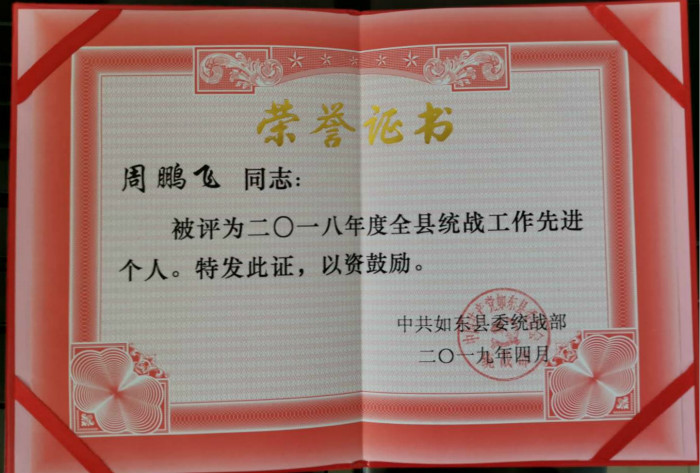 荣誉证书
周鹏飞 同志：
被评为二〇一八年度全县统战工作先进
个人。特发此证，以资鼓励。
中共如东县委统战部
二〇一九年四月